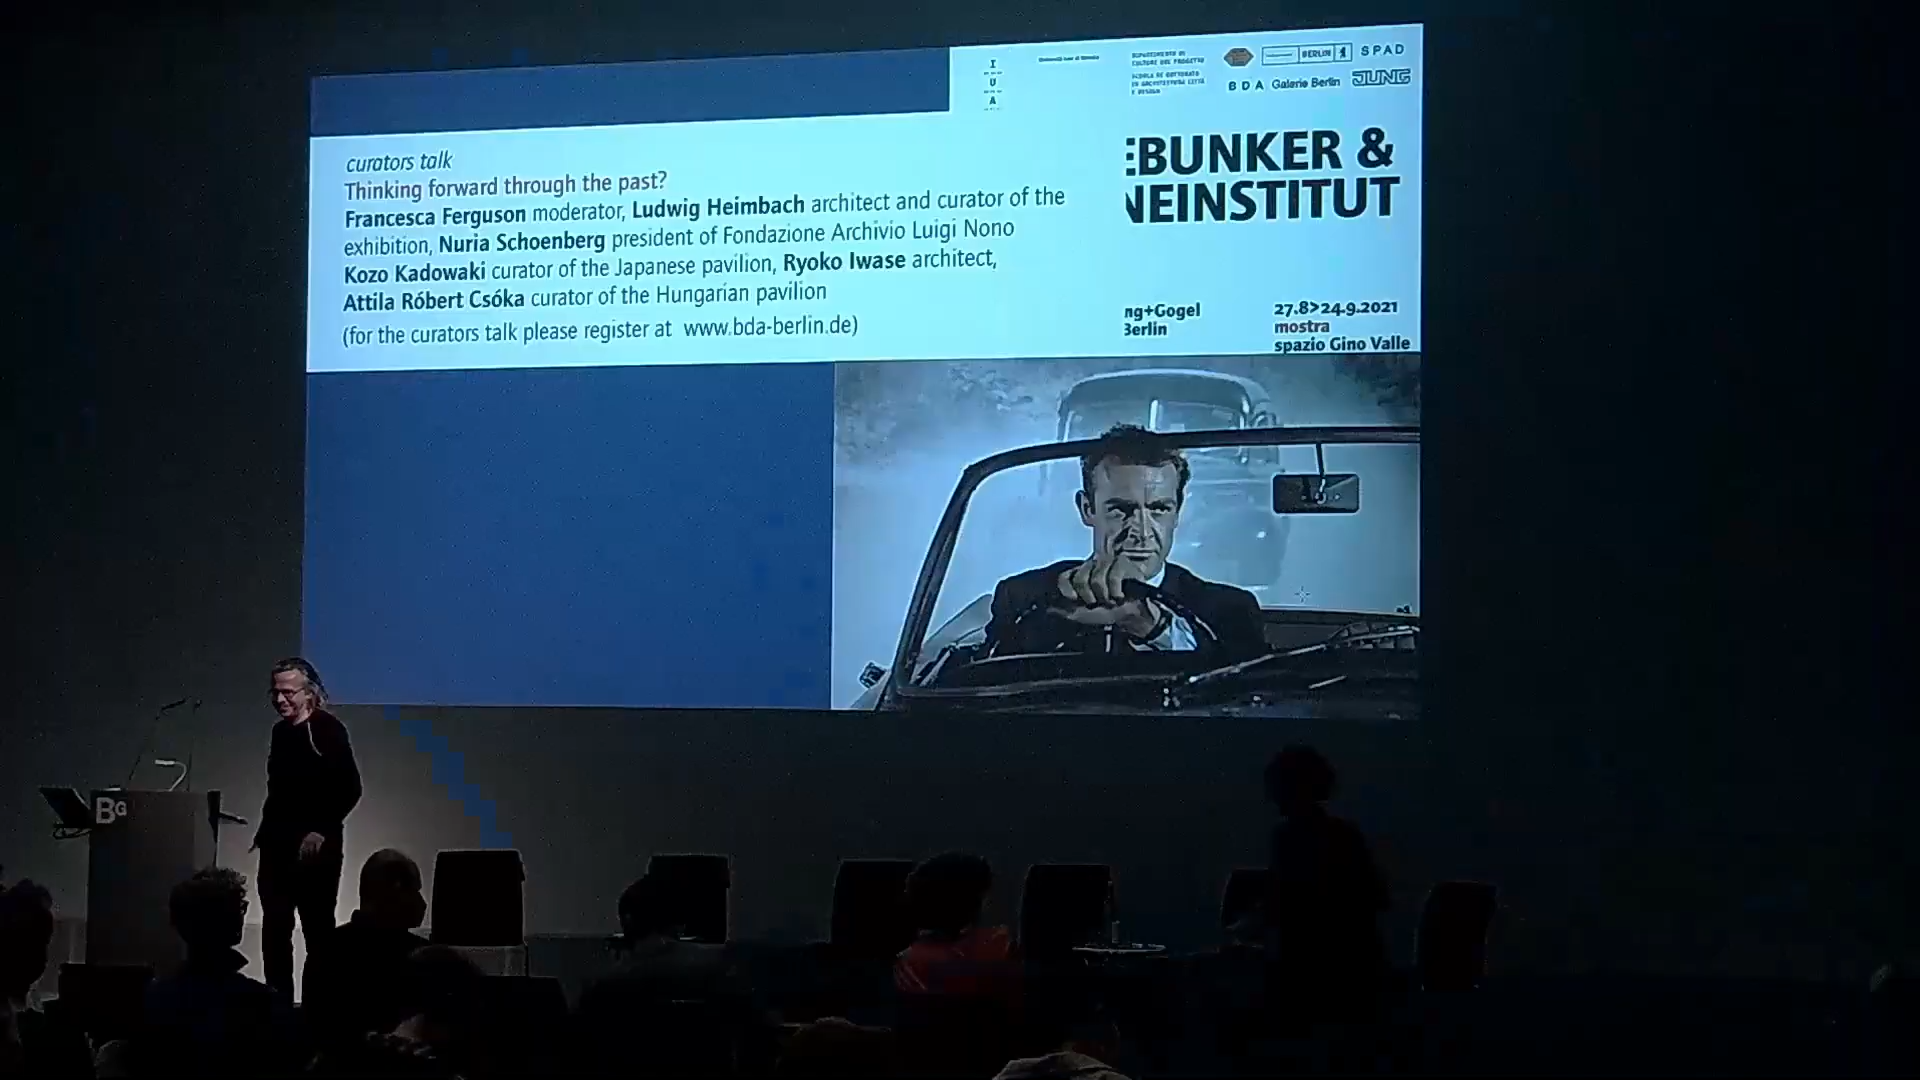 I
U
A
BERLIN
SPAD
BDA Galerie Berlin
JUNG
curators talk
Thinking forward through the past?
Francesca Ferguson moderator, Ludwig Heimbach architect and curator of the
exhibition, Nuria Schoenberg president of Fondazione Archivio Luigi Nono
Kozo Kadowaki curator of the Japanese pavilion, Ryoko Iwase architect,
Attila Róbert Csóka curator of the Hungarian pavilion
(for the curators talk please register at www.bda-berlin.de)
EBUNKER &
NEINSTITUT
ng+Gogel
Berlin
27.8>24.9.2021
mostra
spazio Gino Valle
BG